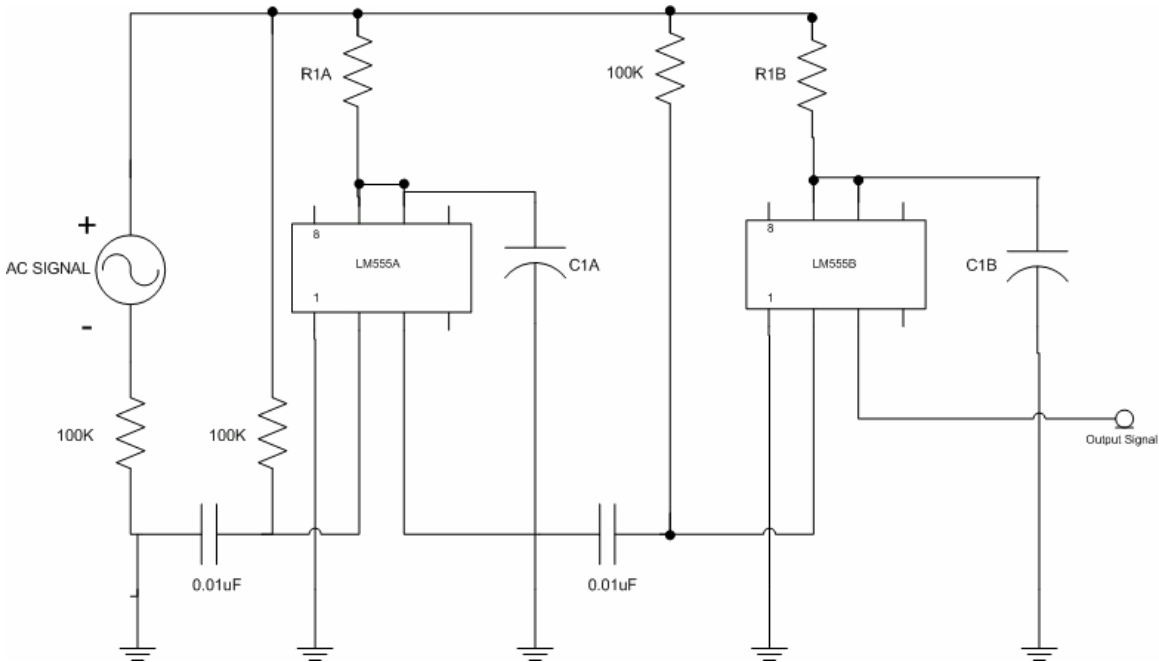 R1A
100K
R1B
+
AC SIGNAL
-
8
LM555A
1
C1A
8
LM555B
1
C1B
100K
100K
Output Signal
0.01uF
0.01uF